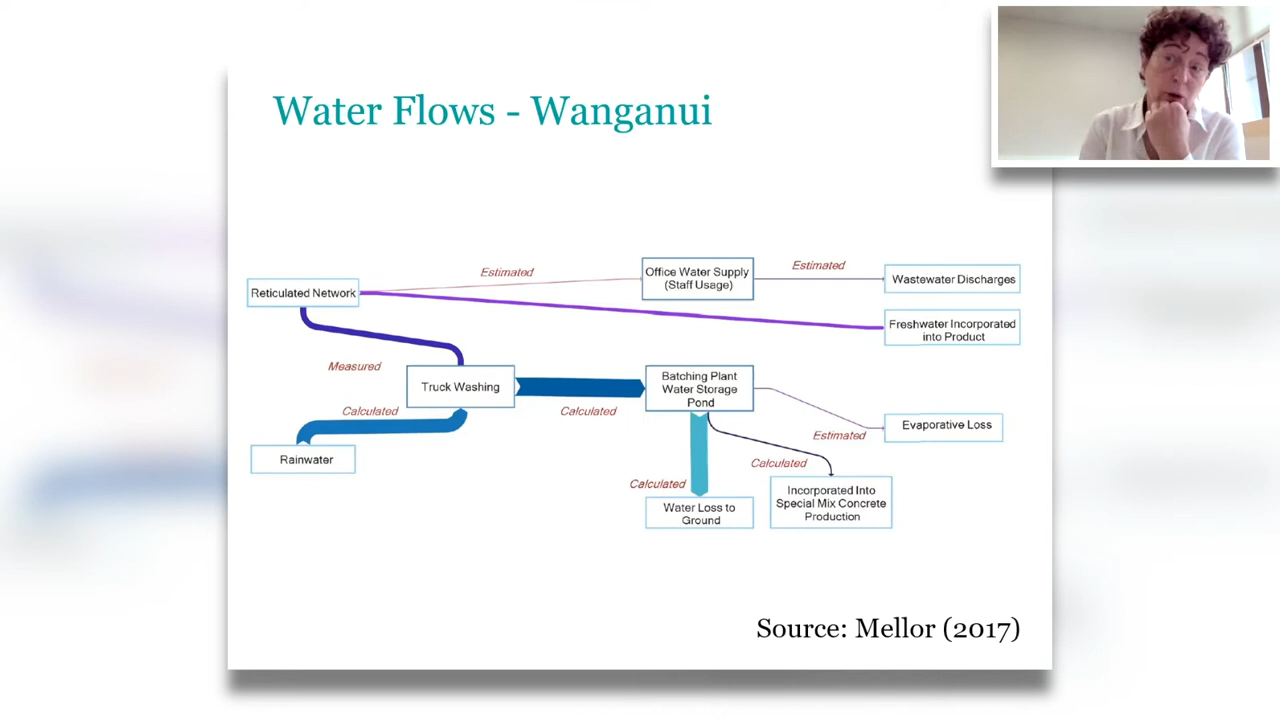 Water Flows - Wanganui
Estimated
Office Water Supply
(Staff Usage)
Estimated
Wastewater Discharges
Reticulated Network
Freshwater Incorporated
into Product
Measured
Truck Washing
Batching Plant
Water Storage
Pond
Calculated
Calculated
Evaporative Loss
Estimated
Rainwater
Calculated
Calculated
Water Loss to
Ground
Incorporated Into
Special Mix Concrete
Production
Source: Mellor (2017)